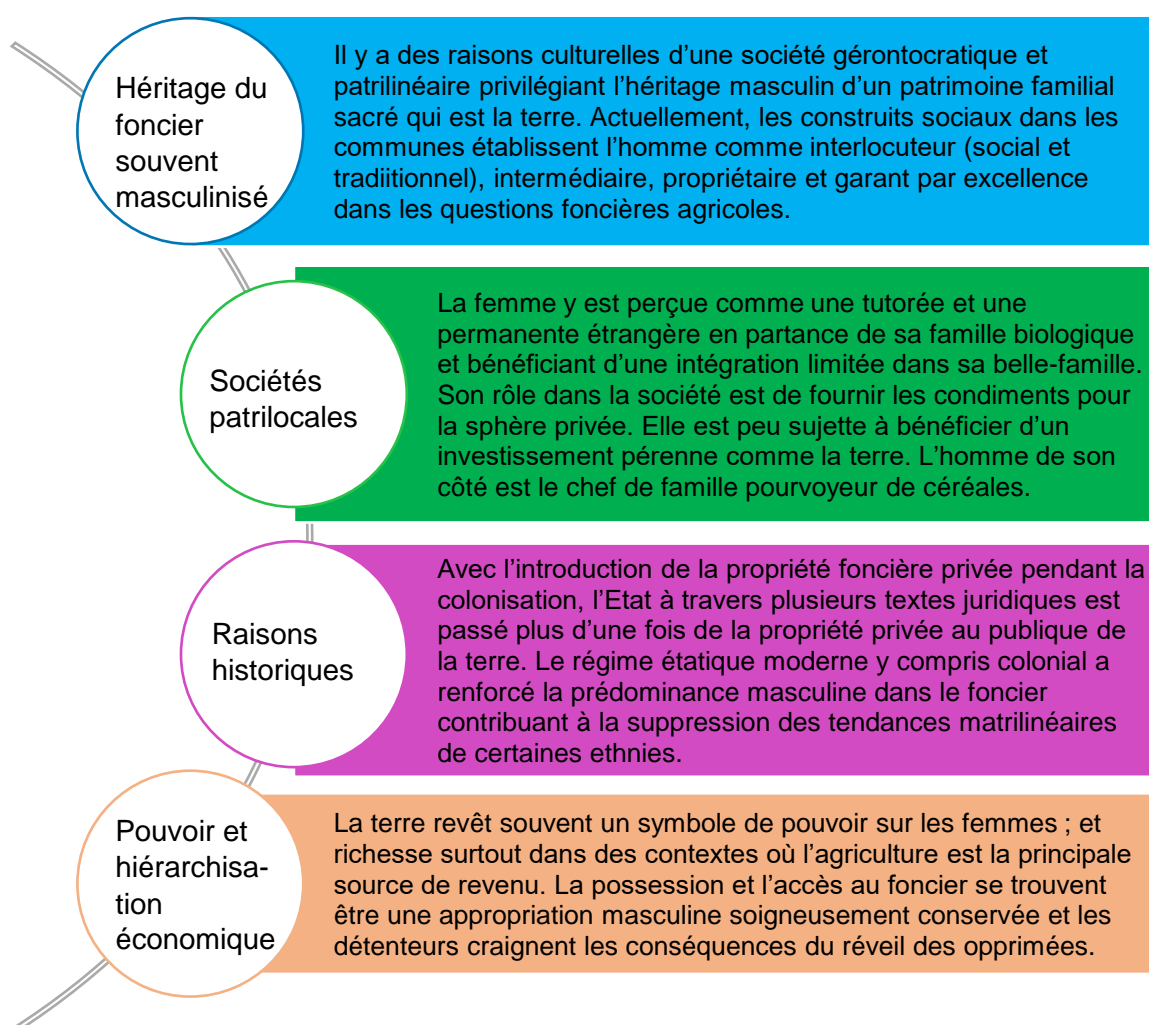 Héritage du
foncier
souvent
masculinisé
Il y a des raisons culturelles d’une société gérontocratique et
patrilinéaire privilégiant l’héritage masculin d’un patrimoine familial
sacré qui est la terre. Actuellement, les construits sociaux dans les
communes établissent l’homme comme interlocuteur (social et
tradiitionnel), intermédiaire, propriétaire et garant par excellence
dans les questions foncières agricoles.
Sociétés
patrilocales
La femme y est perçue comme une tutorée et une
permanente étrangère en partance de sa famille biologique
et bénéficiant d’une intégration limitée dans sa belle-famille.
Son rôle dans la société est de fournir les condiments pour
la sphère privée. Elle est peu sujette à bénéficier d’un
investissement pérenne comme la terre. L’homme de son
côté est le chef de famille pourvoyeur de céréales.
Raisons
historiques
Avec l’introduction de la propriété foncière privée pendant la
colonisation, l’Etat à travers plusieurs textes juridiques est
passé plus d’une fois de la propriété privée au publique de
la terre. Le régime étatique moderne y compris colonial a
renforcé la prédominance masculine dans le foncier
contribuant à la suppression des tendances matrilinéaires
de certaines ethnies.
Pouvoir et
hiérarchisa-
tion
économique
La terre revêt souvent un symbole de pouvoir sur les femmes ; et
richesse surtout dans des contextes où l’agriculture est la principale
source de revenu. La possession et l’accès au foncier se trouvent
être une appropriation masculine soigneusement conservée et les
détenteurs craignent les conséquences du réveil des opprimées.